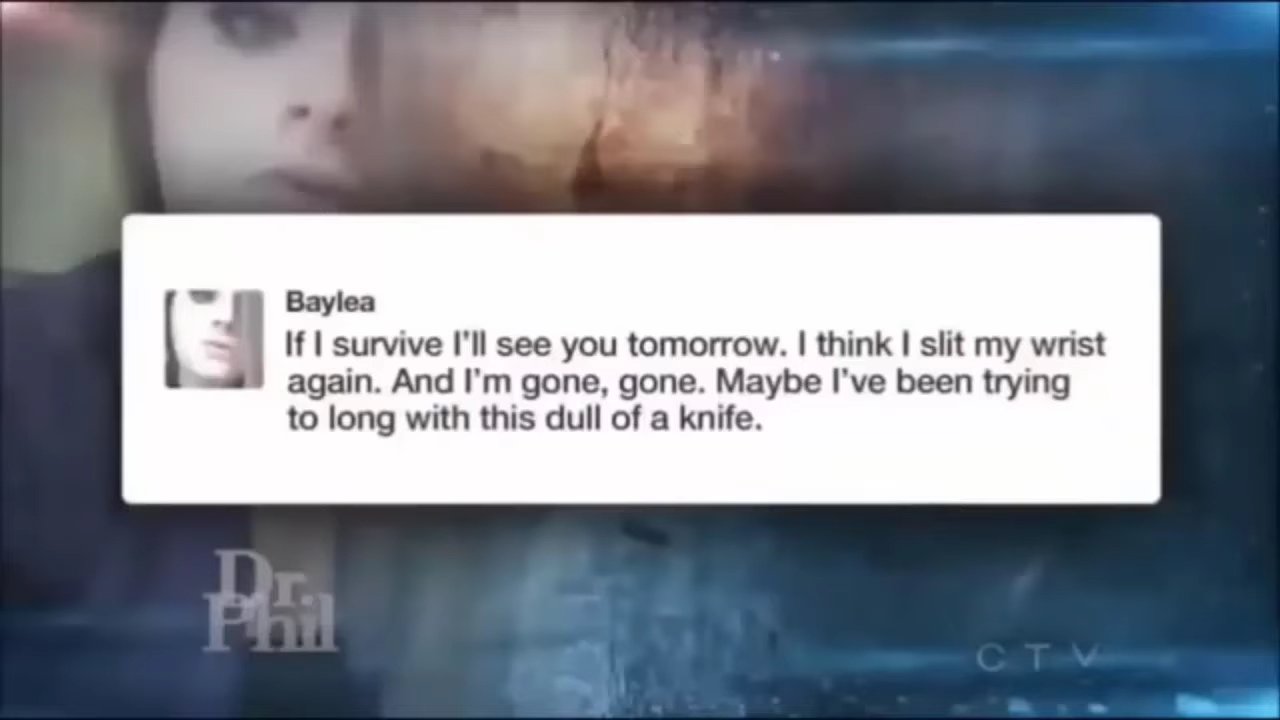 Baylea
If I survive I'll see you tomorrow. I think I slit my wrist
again. And I'm gone, gone. Maybe I've been trying
to long with this dull of a knife.
Dr.
Phil
CTV